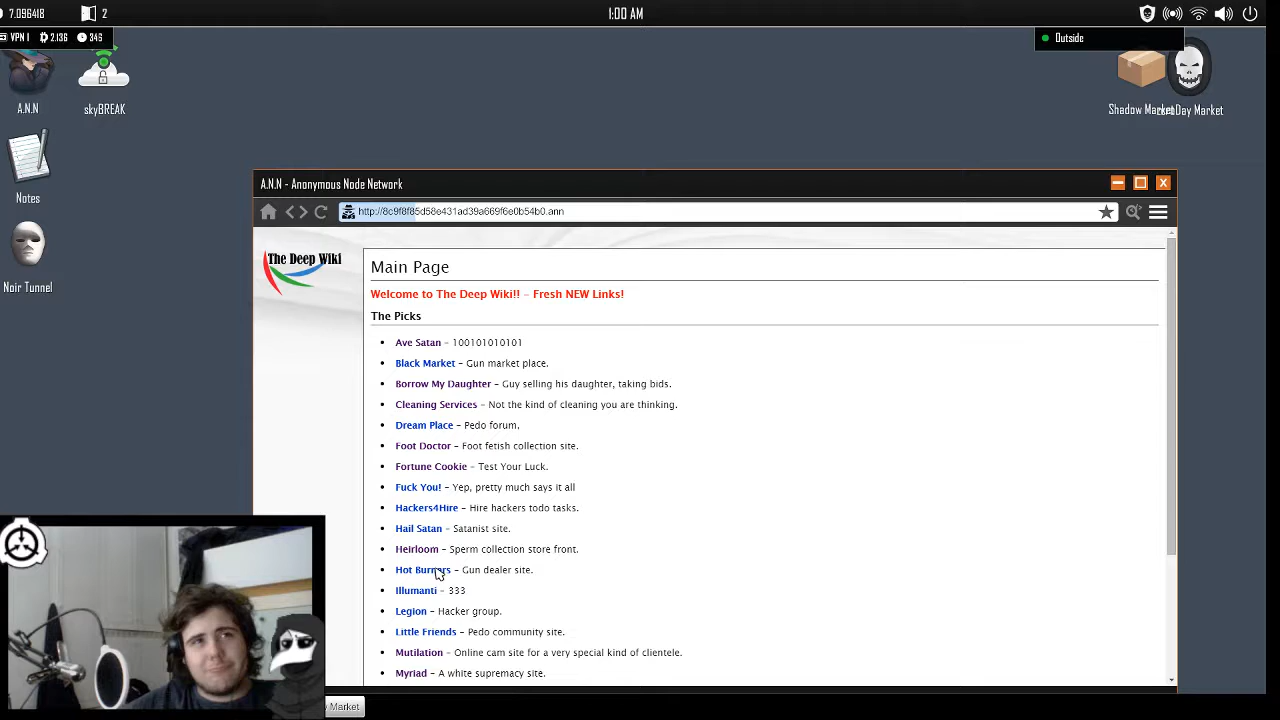 7.096418
2
1:00 AM
VPN 1
2.136
346
Outside
A.N.N
skyBREAK
Shadow Market
Day Market
Notes
Noir Tunnel
A.N.N - Anonymous Node Network
http://8c9f8f85d58e431ad39a669f6e0b54b0.ann
The Deep Wiki
Main Page
Welcome to The Deep Wiki!! - Fresh NEW Links!
The Picks
Ave Satan - 100101010101
Black Market - Gun market place.
Borrow My Daughter - Guy selling his daughter, taking bids.
Cleaning Services - Not the kind of cleaning you are thinking.
Dream Place - Pedo forum.
Foot Doctor - Foot fetish collection site.
Fortune Cookie - Test Your Luck.
Fuck You! - Yep, pretty much says it all
Hackers4Hire - Hire hackers todo tasks.
Hail Satan - Satanist site.
Heirloom - Sperm collection store front.
Hot Burners - Gun dealer site.
Illumanti - 333
Legion - Hacker group.
Little Friends - Pedo community site.
Mutilation - Online cam site for a very special kind of clientele.
Myriad - A white supremacy site.
Market